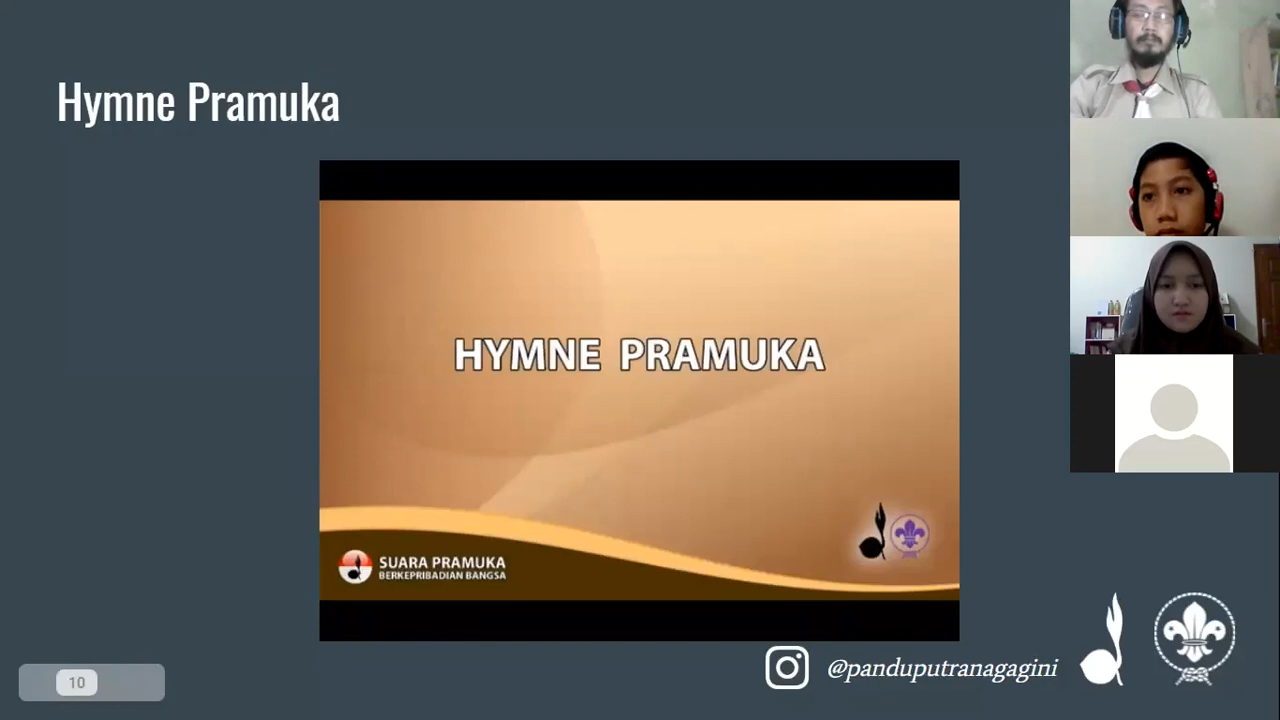 Hymne Pramuka
HYMNE PRAMUKA
SUARA PRAMUKA
BERKEPRIBADIAN BANGSA
@panduputranagagini
10